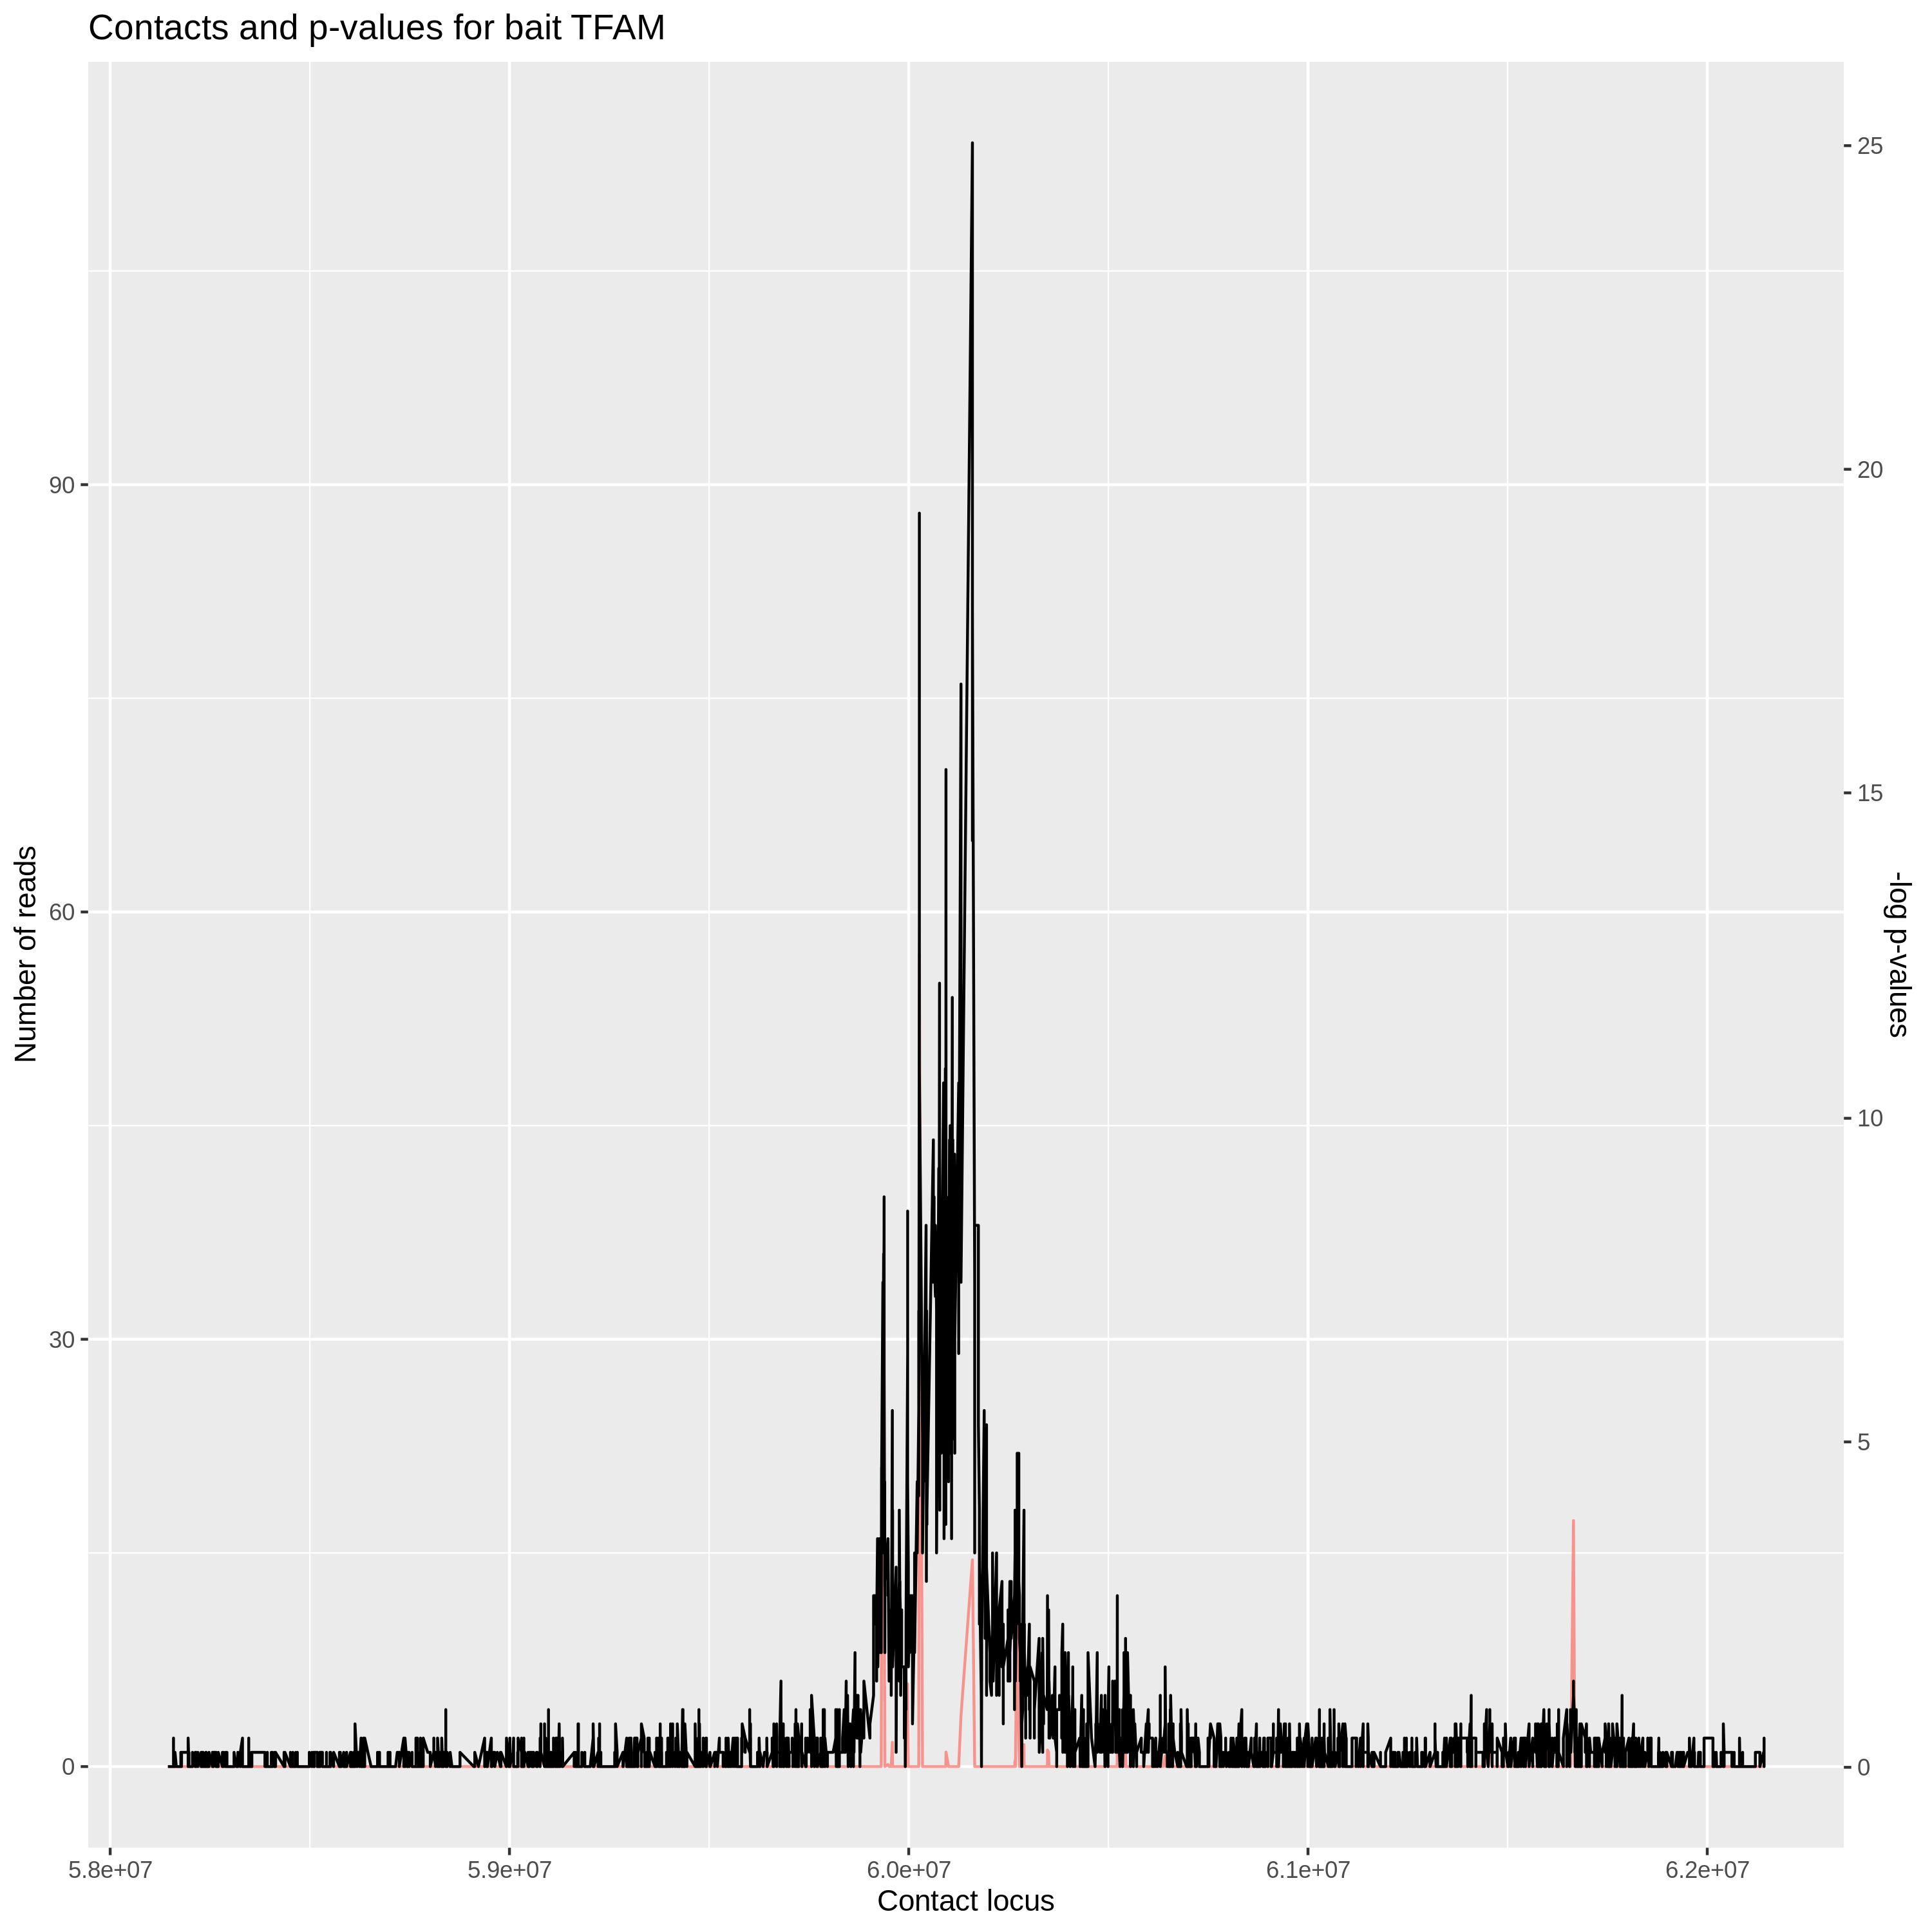 Contacts and p-values for bait TFAM
Number of reads
90
60
30
0
25
20
15
10
5
0
-log p-values
5.8e+07
5.9e+07
6.0e+07
6.1e+07
6.2e+07
Contact locus